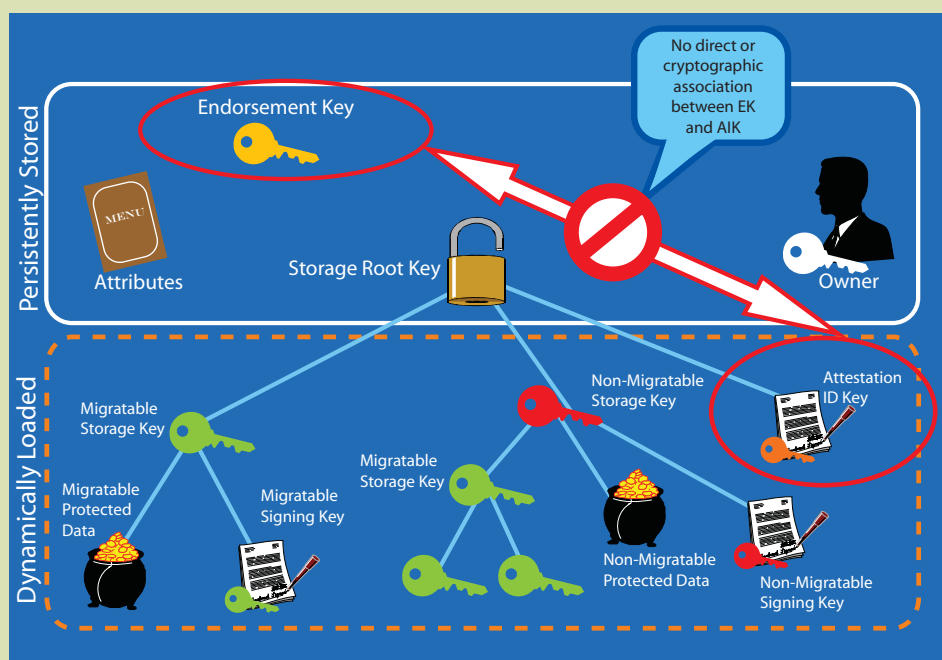 No direct or
cryptographic
association
between EK
and AIK
Persistently Stored
Endorsement Key
MENU
Attributes
Storage Root Key
Owner
Dynamically Loaded
Migratable
Storage Key
Migratable
Protected
Data
Migratable
Signing Key
Migratable
Storage Key
Non-Migratable
Storage Key
Non-Migratable
Protected Data
Attestation
ID Key
Non-Migratable
Signing Key